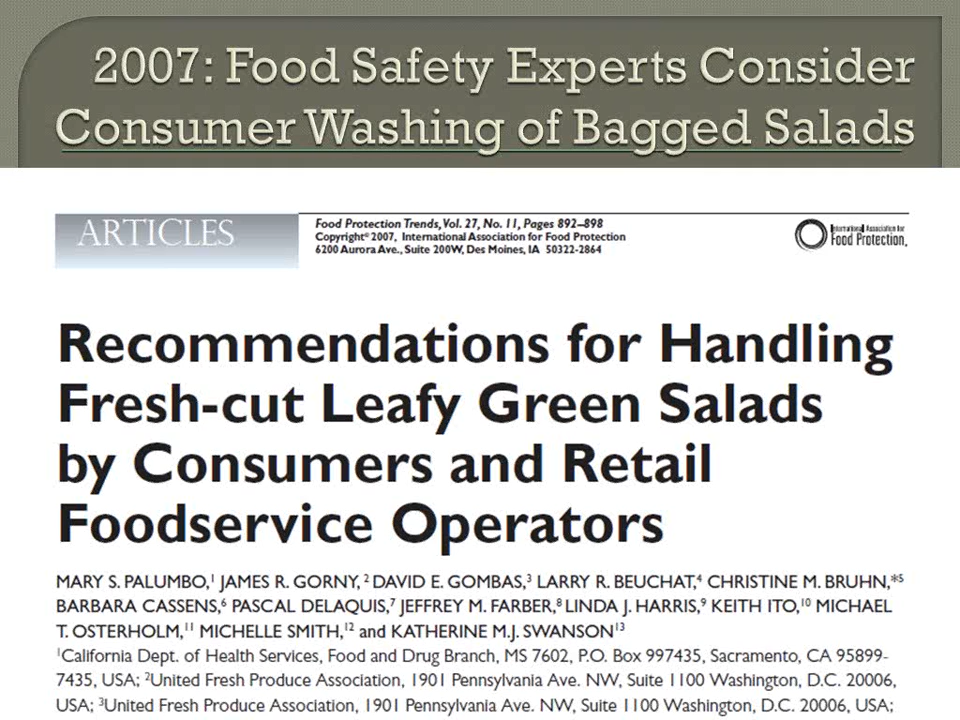 2007: Food Safety Experts Consider
Consumer Washing of Bagged Salads
ARTICLES
Food Protection Trends, Vol. 27, No. 11, Pages 892–898
Copyright© 2007, International Association for Food Protection
6200 Aurora Ave., Suite 200W, Des Moines, IA 50322-2864
International Association for
Food Protection,
Recommendations for Handling
Fresh-cut Leafy Green Salads
by Consumers and Retail
Foodservice Operators
MARY S. PALUMBO,¹ JAMES R. GORNY, ² DAVID E. GOMBAS,³ LARRY R. BEUCHAT,⁴ CHRISTINE M. BRUHN,*⁵
BARBARA CASSENS,⁶ PASCAL DELAQUIS,⁷ JEFFREY M. FARBER,⁸ LINDA J. HARRIS,⁹ KEITH ITO,¹⁰ MICHAEL
T. OSTERHOLM,¹¹ MICHELLE SMITH,¹² and KATHERINE M.J. SWANSON¹³
¹California Dept. of Health Services, Food and Drug Branch, MS 7602, P.O. Box 997435, Sacramento, CA 95899-
7435, USA; ²United Fresh Produce Association, 1901 Pennsylvania Ave. NW, Suite 1100 Washington, D.C. 20006,
USA; ³United Fresh Produce Association, 1901 Pennsylvania Ave. NW, Suite 1100 Washington, D.C. 20006, USA;